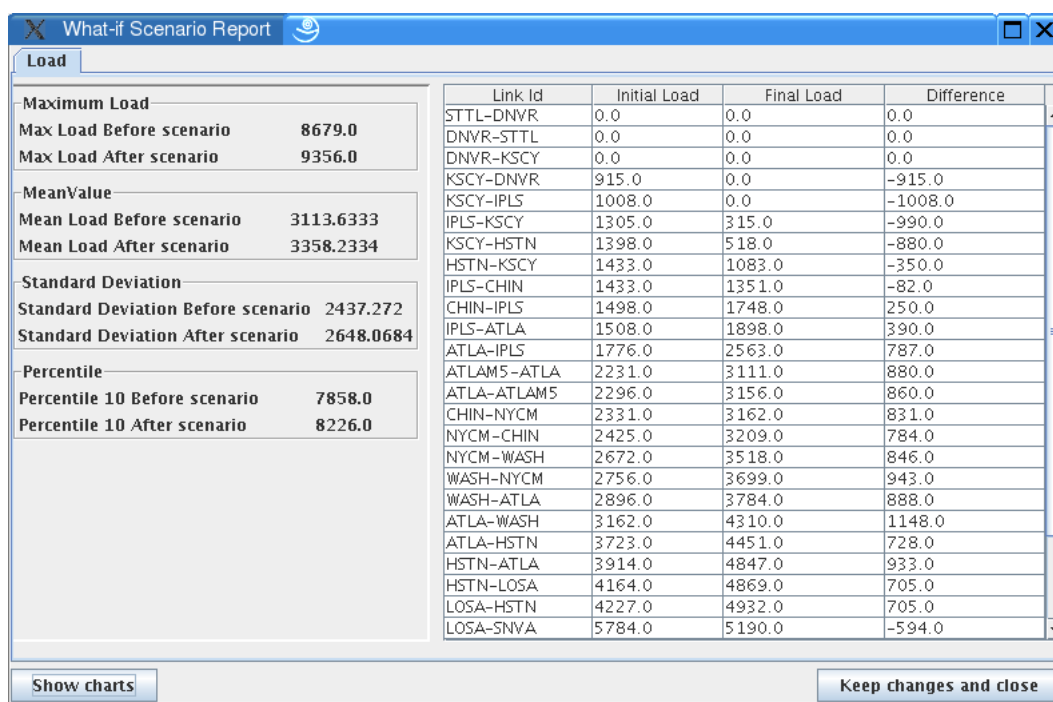 What-if Scenario Report
Load
Maximum Load
Max Load Before scenario 8679.0
Max Load After scenario 9356.0
MeanValue
Mean Load Before scenario 3113.6333
Mean Load After scenario 3358.2334
Standard Deviation
Standard Deviation Before scenario 2437.272
Standard Deviation After scenario 2648.0684
Percentile
Percentile 10 Before scenario 7858.0
Percentile 10 After scenario 8226.0
Link Id Initial Load Final Load Difference
STTL-DNVR 0.0 0.0 0.0
DNVR-STTL 0.0 0.0 0.0
DNVR-KSCY 0.0 0.0 0.0
KSCY-DNVR 915.0 0.0 -915.0
KSCY-IPLS 1008.0 0.0 -1008.0
IPLS-KSCY 1305.0 315.0 -990.0
KSCY-HSTN 1398.0 518.0 -880.0
HSTN-KSCY 1433.0 1083.0 -350.0
IPLS-CHIN 1433.0 1351.0 -82.0
CHIN-IPLS 1498.0 1748.0 250.0
IPLS-ATLA 1508.0 1898.0 390.0
ATLA-IPLS 1776.0 2563.0 787.0
ATLAM5-ATLA 2231.0 3111.0 880.0
ATLA-ATLAM5 2296.0 3156.0 860.0
CHIN-NYCM 2331.0 3162.0 831.0
NYCM-CHIN 2425.0 3209.0 784.0
NYCM-WASH 2672.0 3518.0 846.0
WASH-NYCM 2756.0 3699.0 943.0
WASH-ATLA 2896.0 3784.0 888.0
ATLA-WASH 3162.0 4310.0 1148.0
ATLA-HSTN 3723.0 4451.0 728.0
HSTN-ATLA 3914.0 4847.0 933.0
HSTN-LOSA 4164.0 4869.0 705.0
LOSA-HSTN 4227.0 4932.0 705.0
LOSA-SNVA 5784.0 5190.0 -594.0
Show charts
Keep changes and close